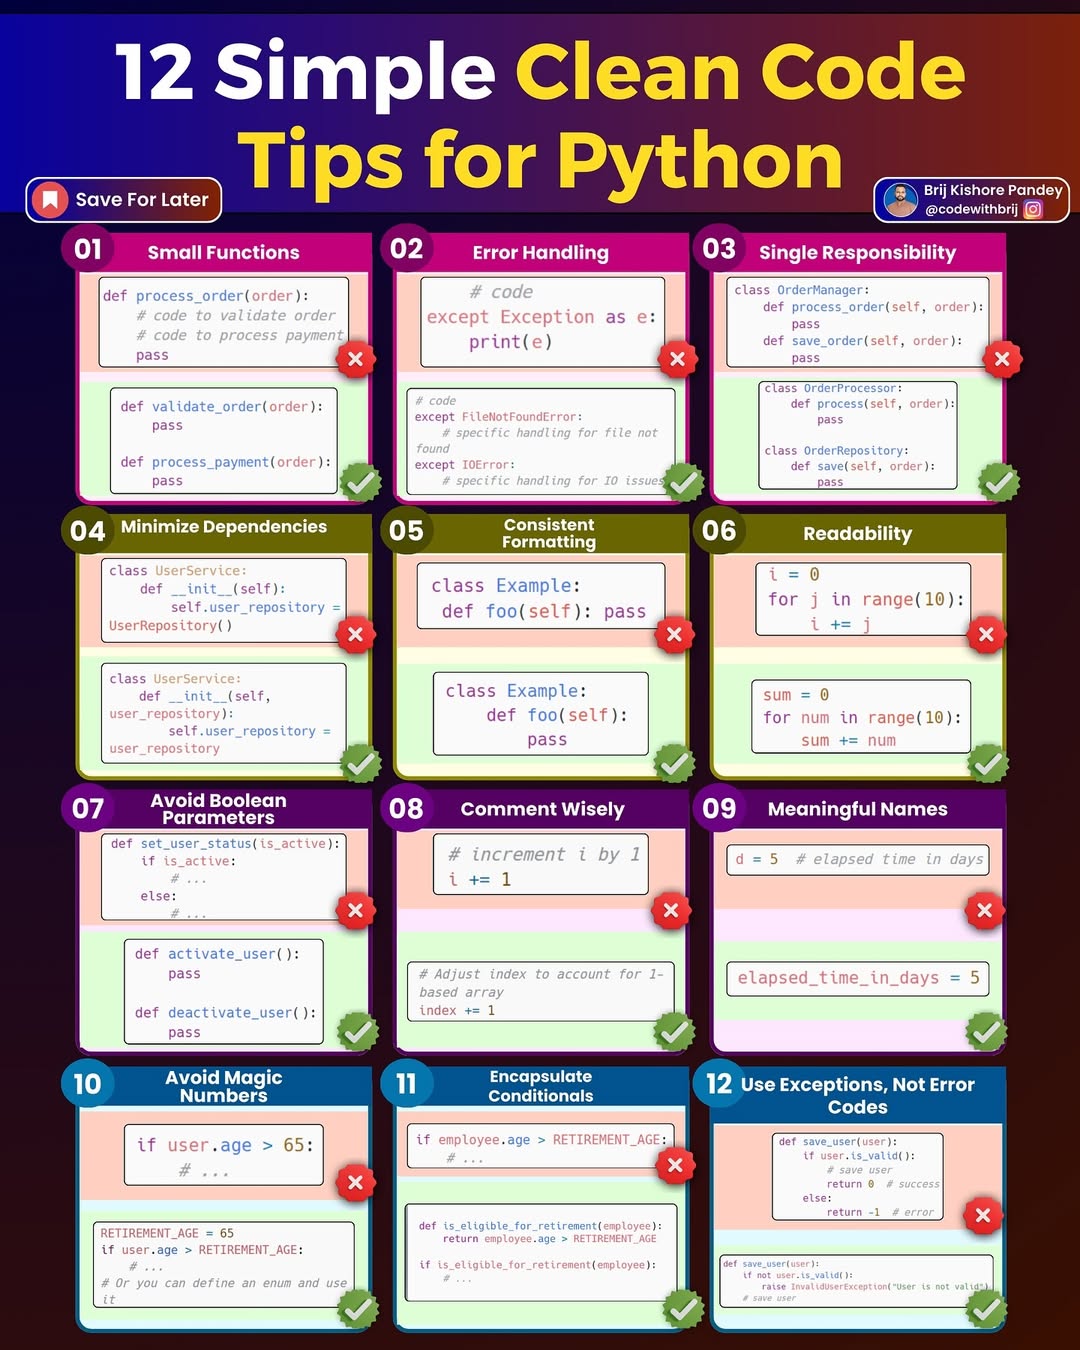 12 Simple Clean Code
Tips for Python
Save For Later
Brij Kishore Pandey
@codewithbrij
01
Small Functions
def process_order(order):
    # code to validate order
    # code to process payment
    pass
def validate_order(order):
    pass
def process_payment(order):
    pass
02
Error Handling
    # code
except Exception as e:
    print(e)
# code
except FileNotFoundError:
    # specific handling for file not
found
except IOError:
    # specific handling for IO issues
03
Single Responsibility
class OrderManager:
    def process_order(self, order):
        pass
    def save_order(self, order):
        pass
class OrderProcessor:
    def process(self, order):
        pass
class OrderRepository:
    def save(self, order):
        pass
04
Minimize Dependencies
class UserService:
    def __init__(self):
        self.user_repository =
UserRepository()
class UserService:
    def __init__(self,
user_repository):
        self.user_repository =
user_repository
05
Consistent
Formatting
class Example:
 def foo(self): pass
class Example:
    def foo(self):
        pass
06
Readability
i = 0
for j in range(10):
    i += j
sum = 0
for num in range(10):
    sum += num
07
Avoid Boolean
Parameters
def set_user_status(is_active):
    if is_active:
        # ...
    else:
        # ...
def activate_user():
    pass
def deactivate_user():
    pass
08
Comment Wisely
# increment i by 1
i += 1
# Adjust index to account for 1-
based array
index += 1
09
Meaningful Names
d = 5  # elapsed time in days
elapsed_time_in_days = 5
10
Avoid Magic
Numbers
if user.age > 65:
    # ...
RETIREMENT_AGE = 65
if user.age > RETIREMENT_AGE:
    # ...
# Or you can define an enum and use
it
11
Encapsulate
Conditionals
if employee.age > RETIREMENT_AGE:
    # ...
def is_eligible_for_retirement(employee):
    return employee.age > RETIREMENT_AGE
if is_eligible_for_retirement(employee):
    # ...
12
Use Exceptions, Not Error
Codes
def save_user(user):
    if user.is_valid():
        # save user
        return 0  # success
    else:
        return -1  # error
def save_user(user):
    if not user.is_valid():
        raise InvalidUserException("User is not valid")
    # save user